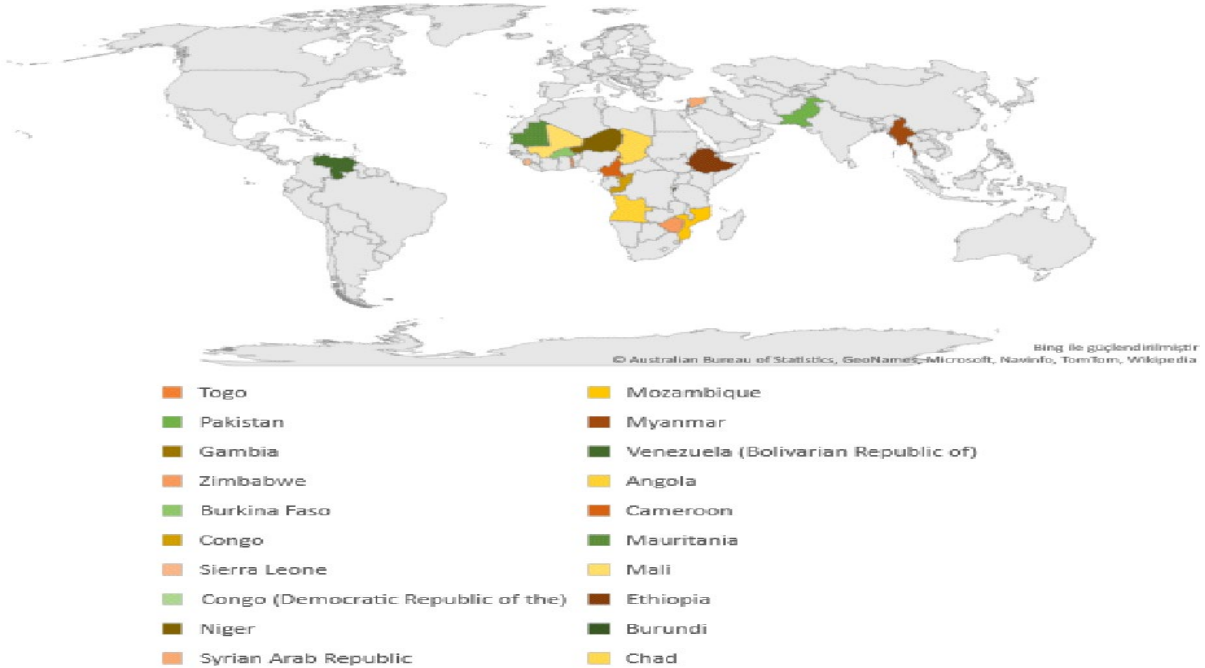 Bing ile güçlendirilmiştir
© Australian Bureau of Statistics, GeoNames, Microsoft, Navinfo, TomTom, Wikipedia
Togo
Mozambique
Pakistan
Myanmar
Gambia
Venezuela (Bolivarian Republic of)
Zimbabwe
Angola
Burkina Faso
Cameroon
Congo
Mauritania
Sierra Leone
Mali
Congo (Democratic Republic of the)
Ethiopia
Niger
Burundi
Syrian Arab Republic
Chad